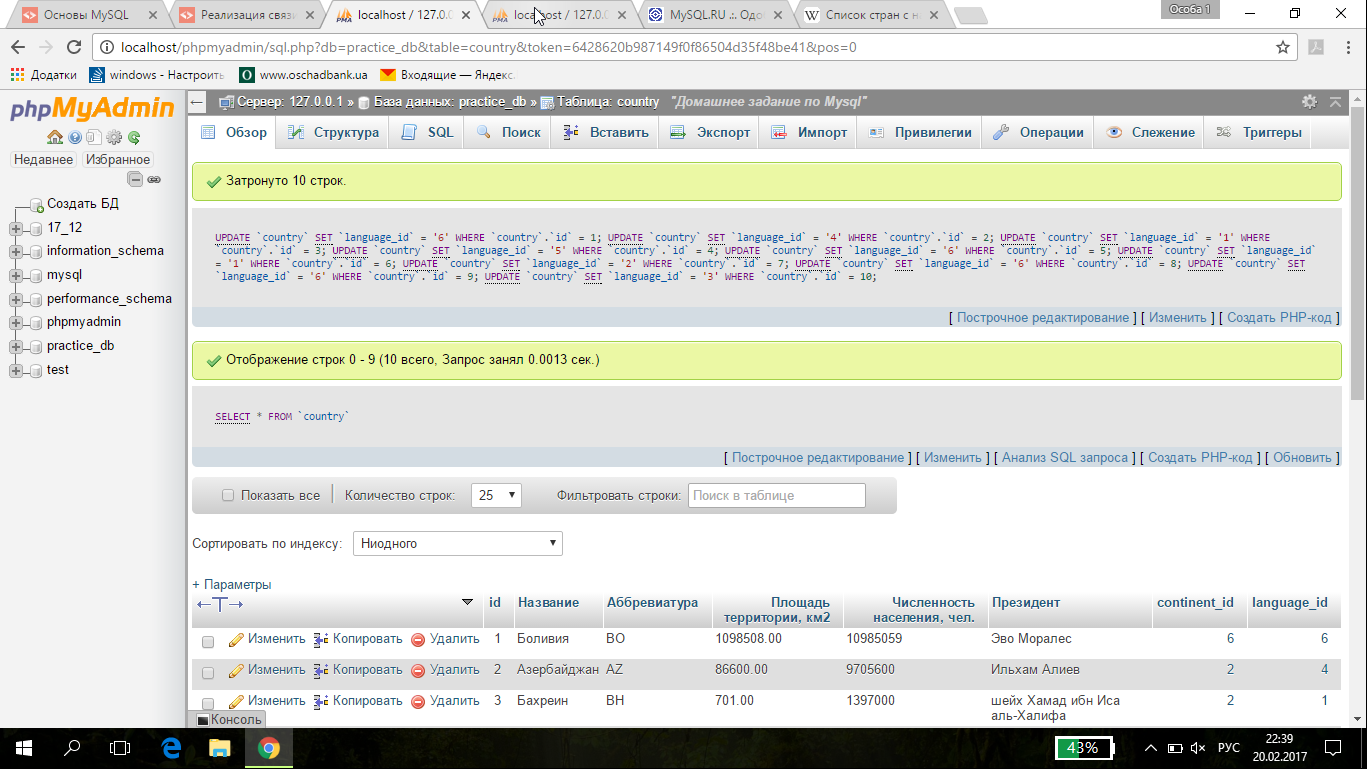 Основы MySQL
Реализация связи
localhost / 127.0.0
localhost / 127.0.0
MySQL.RU .:. Одо
Список стран с н
Особа 1
localhost/phpmyadmin/sql.php?db=practice_db&table=country&token=6428620b987149f0f86504d35f48be41&pos=0
Додатки
windows - Настроить
www.oschadbank.ua
Входящие — Яндекс
phpMyAdmin
Недавнее
Избранное
Создать БД
17_12
information_schema
mysql
performance_schema
phpmyadmin
practice_db
test
Сервер: 127.0.0.1 » База данных: practice_db » Таблица: country "Домашнее задание по Mysql"
Обзор Структура SQL Поиск Вставить Экспорт Импорт Привилегии Операции Слежение Триггеры
Затронуто 10 строк.
UPDATE `country` SET `language_id` = '6' WHERE `country`.`id` = 1; UPDATE `country` SET `language_id` = '4' WHERE `country`.`id` = 2; UPDATE `country` SET `language_id` = '1' WHERE
`country`.`id` = 3; UPDATE `country` SET `language_id` = '5' WHERE `country`.`id` = 4; UPDATE `country` SET `language_id` = '6' WHERE `country`.`id` = 5; UPDATE `country` SET `language_id`
= '1' WHERE `country`.`id` = 6; UPDATE `country` SET `language_id` = '2' WHERE `country`.`id` = 7; UPDATE `country` SET `language_id` = '6' WHERE `country`.`id` = 8; UPDATE `country` SET
`language_id` = '6' WHERE `country`.`id` = 9; UPDATE `country` SET `language_id` = '3' WHERE `country`.`id` = 10;
[ Построчное редактирование ] [ Изменить ] [ Создать PHP-код ]
Отображение строк 0 - 9 (10 всего, Запрос занял 0.0013 сек.)
SELECT * FROM `country`
[ Построчное редактирование ] [ Изменить ] [ Анализ SQL запроса ] [ Создать PHP-код ] [ Обновить ]
Показать все Количество строк: 25 Фильтровать строки: Поиск в таблице
Сортировать по индексу: Ниодного
+ Параметры
←T→ id Название Аббревиатура Площадь территории, км2 Численность населения, чел. Президент continent_id language_id
Изменить Копировать Удалить 1 Боливия BO 1098508.00 10985059 Эво Моралес 6 6
Изменить Копировать Удалить 2 Азербайджан AZ 86600.00 9705600 Ильхам Алиев 2 4
Изменить Копировать Удалить 3 Бахреин BH 701.00 1397000 шейх Хамад ибн Иса 2 1
аль-Халифа
Консоль
43%
РУС
22:39
20.02.2017